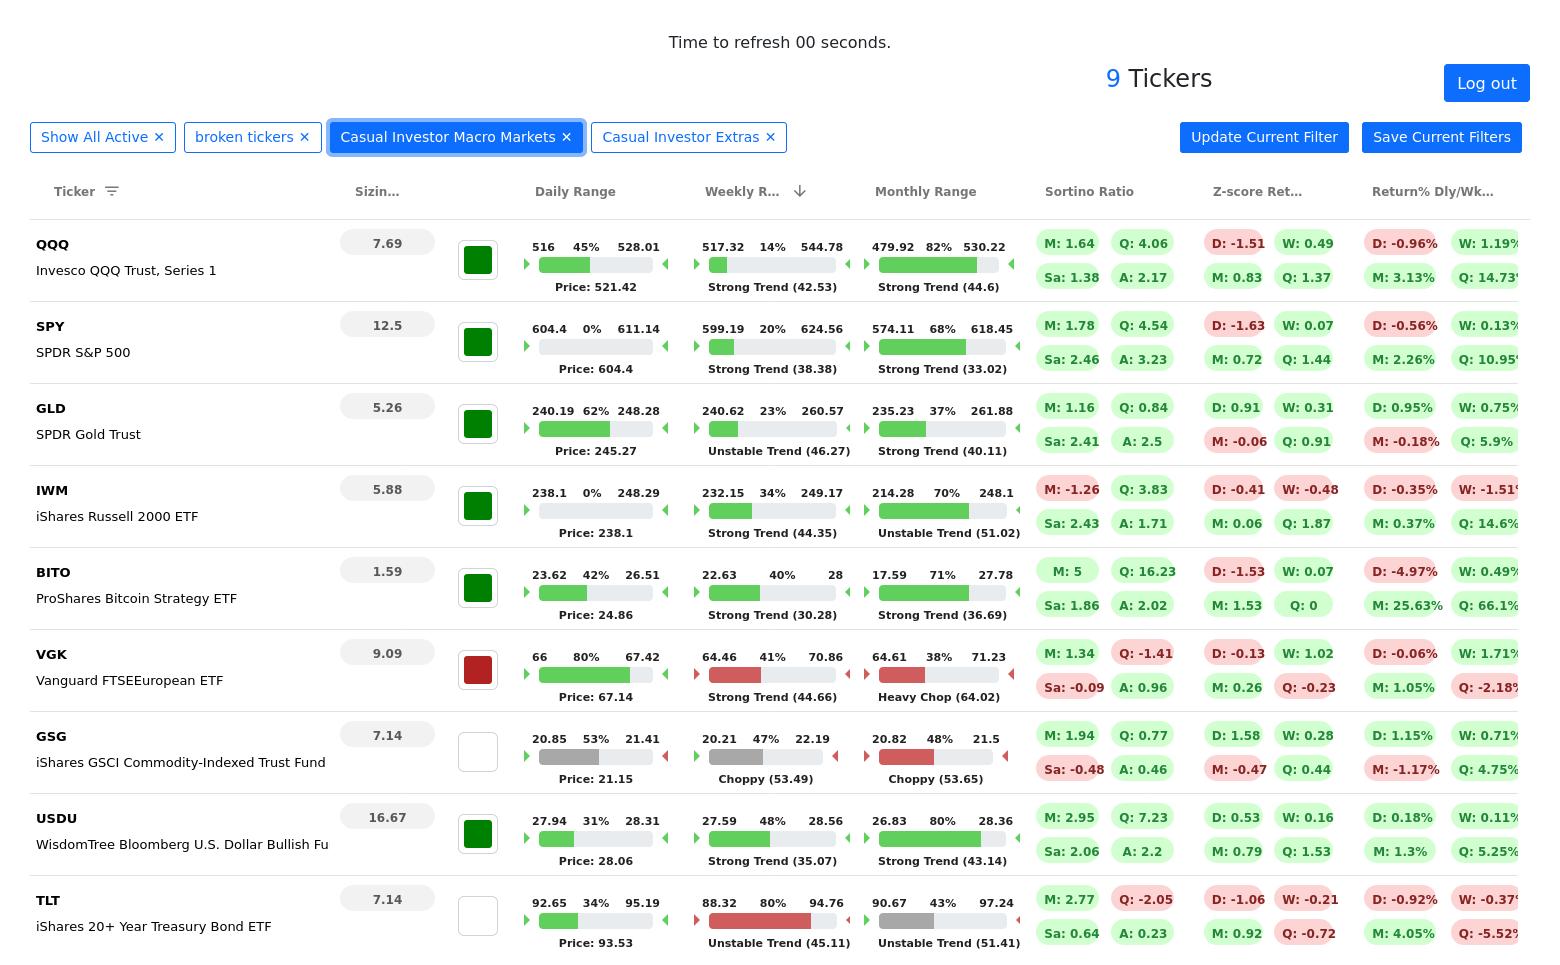 Time to refresh 00 seconds.
9 Tickers
Log out
Show All Active ✕ broken tickers ✕ Casual Investor Macro Markets ✕ Casual Investor Extras ✕ Update Current Filter Save Current Filters
Ticker Sizin... Daily Range Weekly R... Monthly Range Sortino Ratio Z-score Ret... Return% Dly/Wk...
QQQ 7.69 516 45% 528.01 517.32 14% 544.78 479.92 82% 530.22 M: 1.64 Q: 4.06 D: -1.51 W: 0.49 D: -0.96% W: 1.19%
Invesco QQQ Trust, Series 1 Price: 521.42 Strong Trend (42.53) Strong Trend (44.6) Sa: 1.38 A: 2.17 M: 0.83 Q: 1.37 M: 3.13% Q: 14.73%
SPY 12.5 604.4 0% 611.14 599.19 20% 624.56 574.11 68% 618.45 M: 1.78 Q: 4.54 D: -1.63 W: 0.07 D: -0.56% W: 0.13%
SPDR S&P 500 Price: 604.4 Strong Trend (38.38) Strong Trend (33.02) Sa: 2.46 A: 3.23 M: 0.72 Q: 1.44 M: 2.26% Q: 10.95%
GLD 5.26 240.19 62% 248.28 240.62 23% 260.57 235.23 37% 261.88 M: 1.16 Q: 0.84 D: 0.91 W: 0.31 D: 0.95% W: 0.75%
SPDR Gold Trust Price: 245.27 Unstable Trend (46.27) Strong Trend (40.11) Sa: 2.41 A: 2.5 M: -0.06 Q: 0.91 M: -0.18% Q: 5.9%
IWM 5.88 238.1 0% 248.29 232.15 34% 249.17 214.28 70% 248.1 M: -1.26 Q: 3.83 D: -0.41 W: -0.48 D: -0.35% W: -1.51%
iShares Russell 2000 ETF Price: 238.1 Strong Trend (44.35) Unstable Trend (51.02) Sa: 2.43 A: 1.71 M: 0.06 Q: 1.87 M: 0.37% Q: 14.6%
BITO 1.59 23.62 42% 26.51 22.63 40% 28 17.59 71% 27.78 M: 5 Q: 16.23 D: -1.53 W: 0.07 D: -4.97% W: 0.49%
ProShares Bitcoin Strategy ETF Price: 24.86 Strong Trend (30.28) Strong Trend (36.69) Sa: 1.86 A: 2.02 M: 1.53 Q: 0 M: 25.63% Q: 66.1%
VGK 9.09 66 80% 67.42 64.46 41% 70.86 64.61 38% 71.23 M: 1.34 Q: -1.41 D: -0.13 W: 1.02 D: -0.06% W: 1.71%
Vanguard FTSEEuropean ETF Price: 67.14 Strong Trend (44.66) Heavy Chop (64.02) Sa: -0.09 A: 0.96 M: 0.26 Q: -0.23 M: 1.05% Q: -2.18%
GSG 7.14 20.85 53% 21.41 20.21 47% 22.19 20.82 48% 21.5 M: 1.94 Q: 0.77 D: 1.58 W: 0.28 D: 1.15% W: 0.71%
iShares GSCI Commodity-Indexed Trust Fund Price: 21.15 Choppy (53.49) Choppy (53.65) Sa: -0.48 A: 0.46 M: -0.47 Q: 0.44 M: -1.17% Q: 4.75%
USDU 16.67 27.94 31% 28.31 27.59 48% 28.56 26.83 80% 28.36 M: 2.95 Q: 7.23 D: 0.53 W: 0.16 D: 0.18% W: 0.11%
WisdomTree Bloomberg U.S. Dollar Bullish Fu Price: 28.06 Strong Trend (35.07) Strong Trend (43.14) Sa: 2.06 A: 2.2 M: 0.79 Q: 1.53 M: 1.3% Q: 5.25%
TLT 7.14 92.65 34% 95.19 88.32 80% 94.76 90.67 43% 97.24 M: 2.77 Q: -2.05 D: -1.06 W: -0.21 D: -0.92% W: -0.37%
iShares 20+ Year Treasury Bond ETF Price: 93.53 Unstable Trend (45.11) Unstable Trend (51.41) Sa: 0.64 A: 0.23 M: 0.92 Q: -0.72 M: 4.05% Q: -5.52%